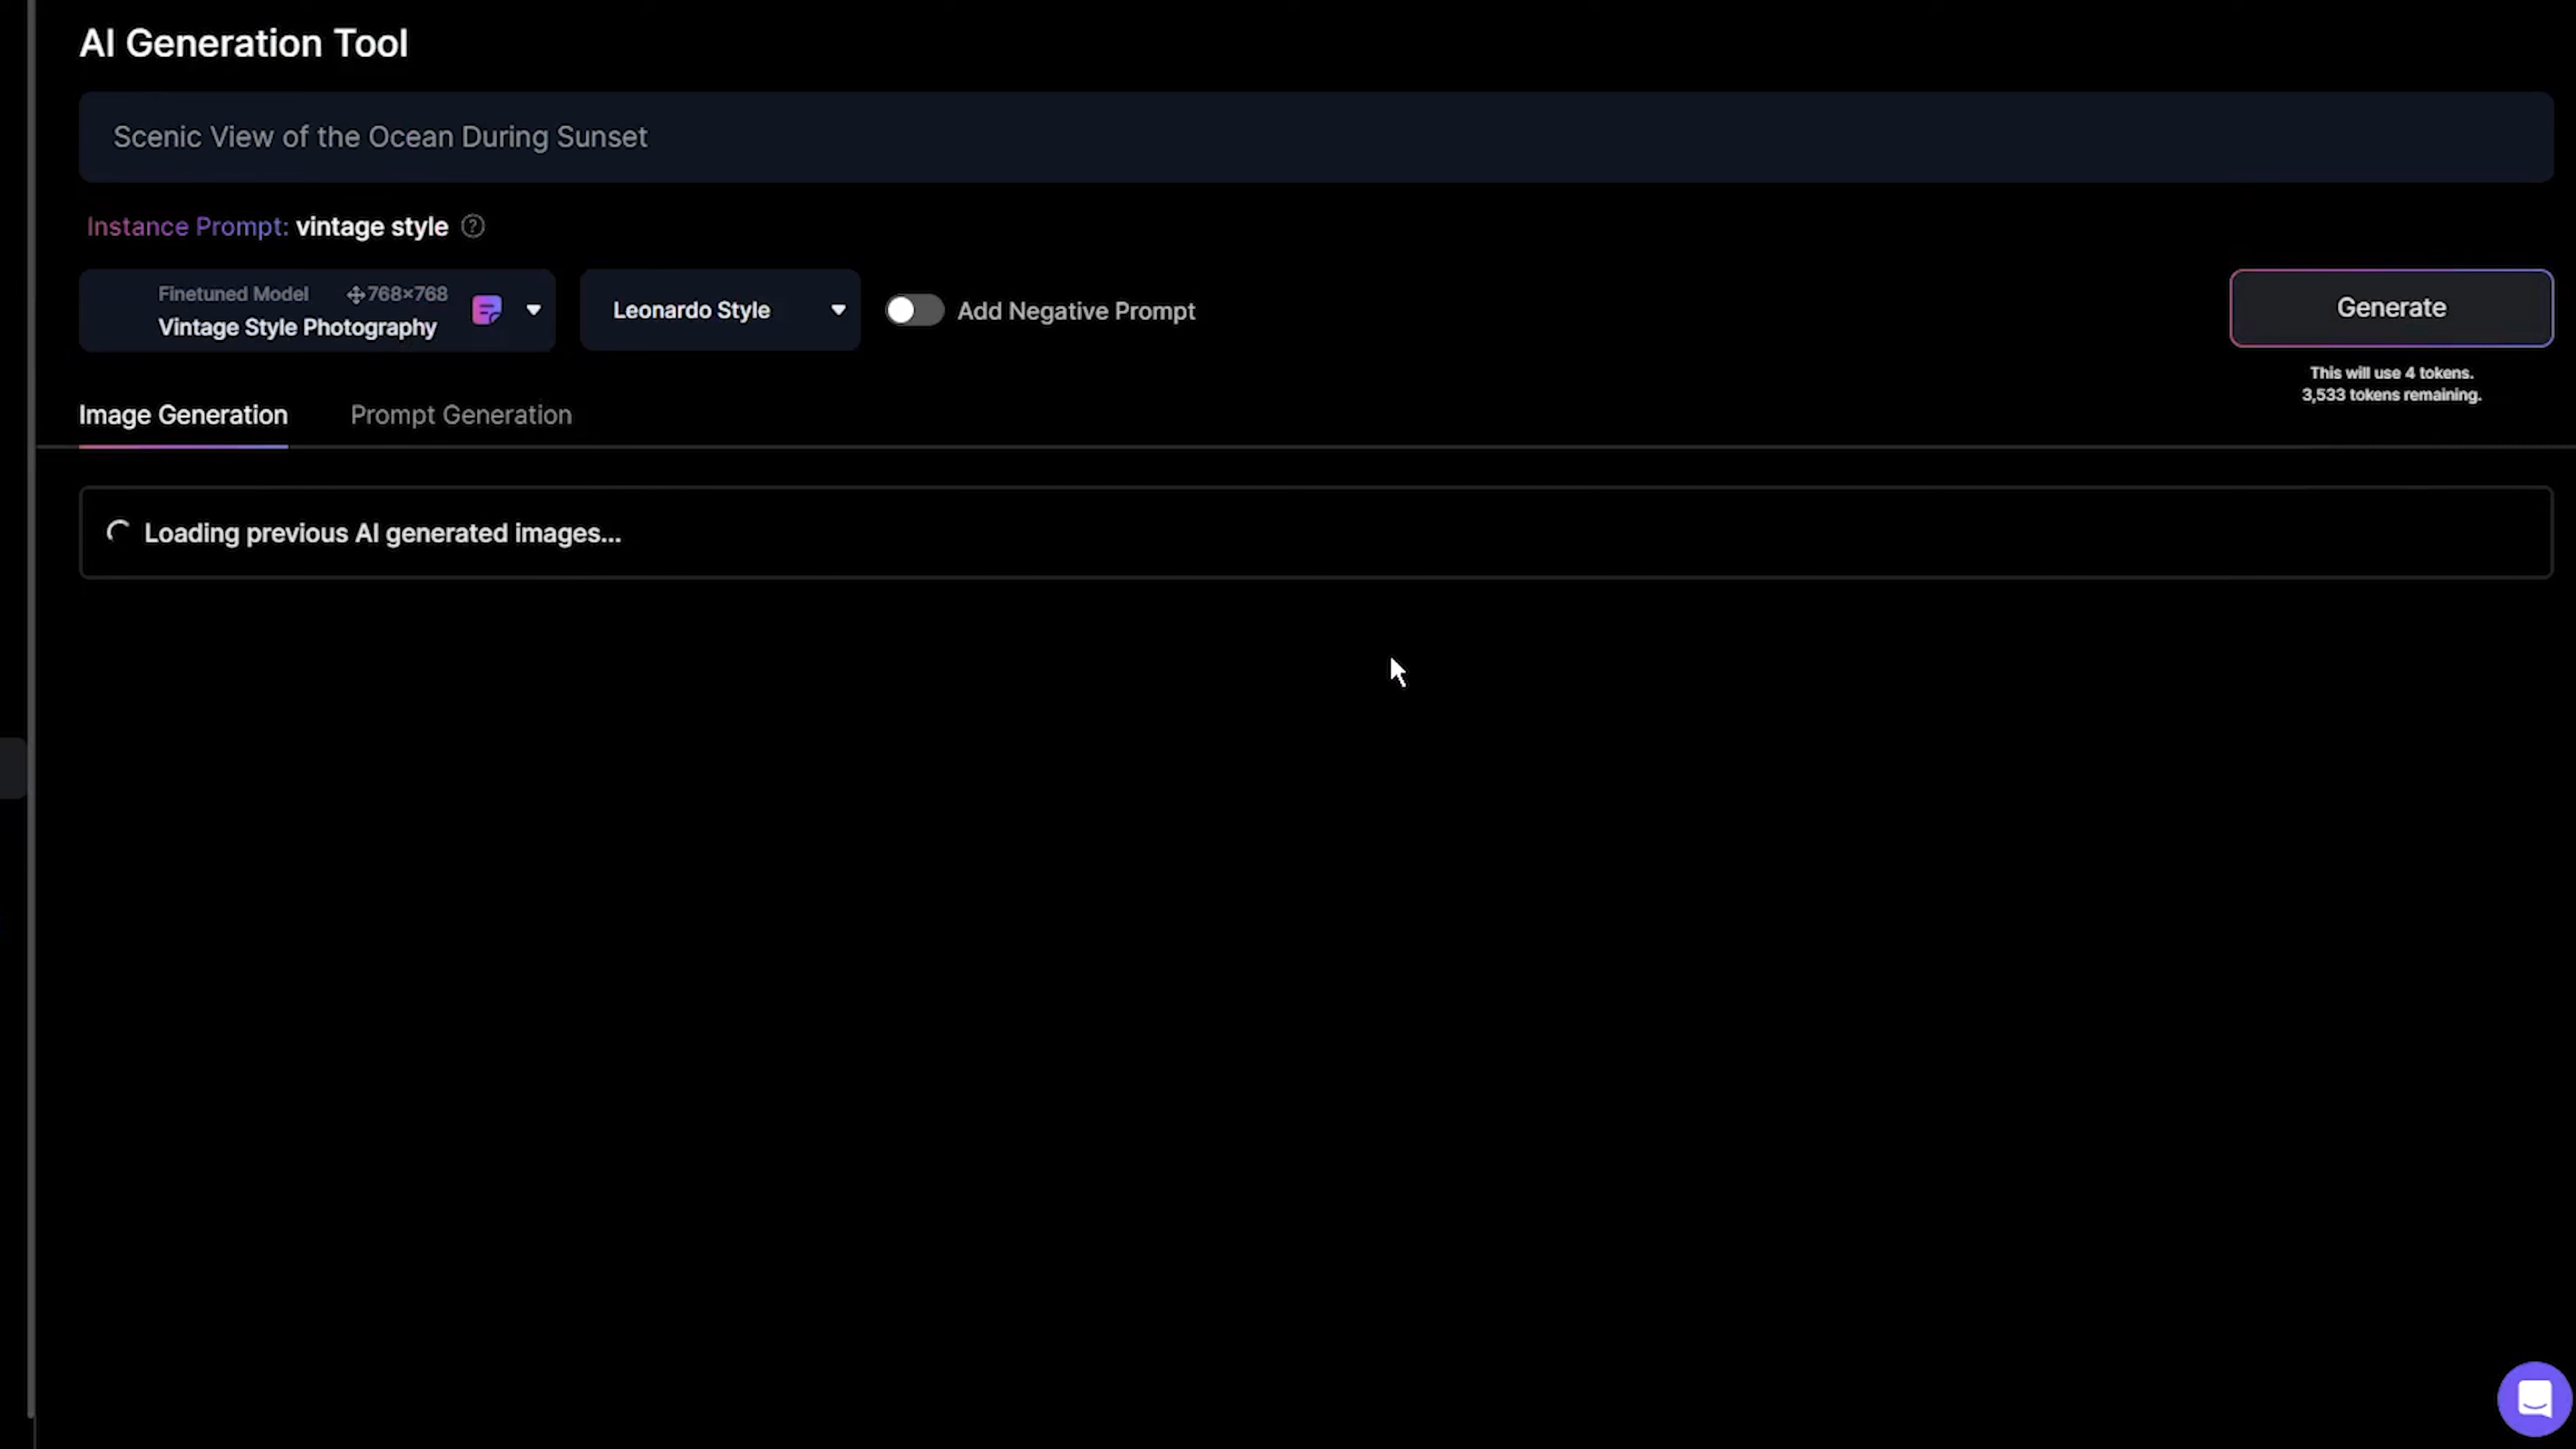 AI Generation Tool
Scenic View of the Ocean During Sunset
Instance Prompt: vintage style ?
Finetuned Model 768×768
Vintage Style Photography
Leonardo Style
Add Negative Prompt
Generate
This will use 4 tokens.
3,533 tokens remaining.
Image Generation
Prompt Generation
Loading previous AI generated images...